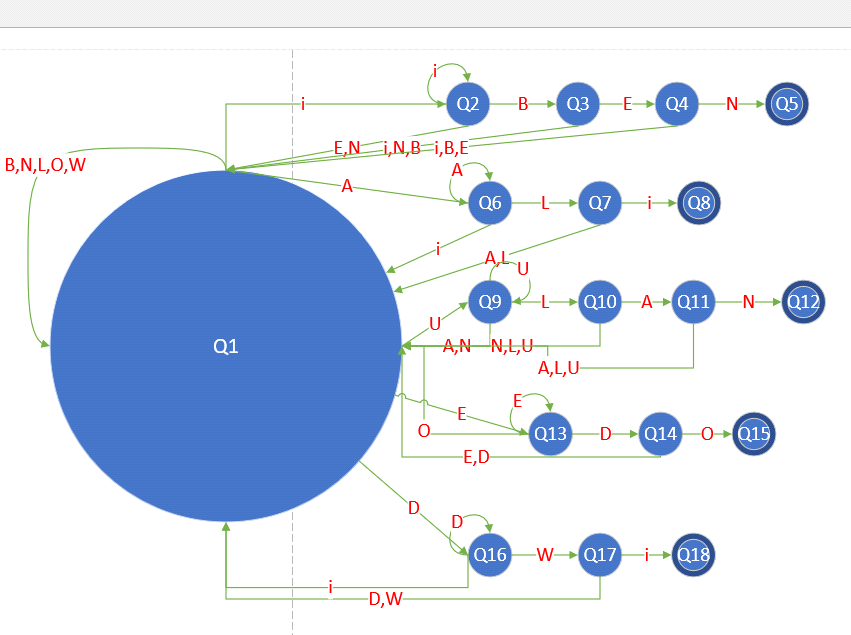 i
i Q2 B Q3 E Q4 N Q5
E,N i,N,B i,B,E
B,N,L,O,W
A
A Q6 L Q7 i Q8
i
A,L
U
Q9 L Q10 A Q11 N Q12
U
Q1
A,N N,L,U
A,L,U
E
E
O Q13 D Q14 O Q15
E,D
D
D
Q16 W Q17 i Q18
i
D,W